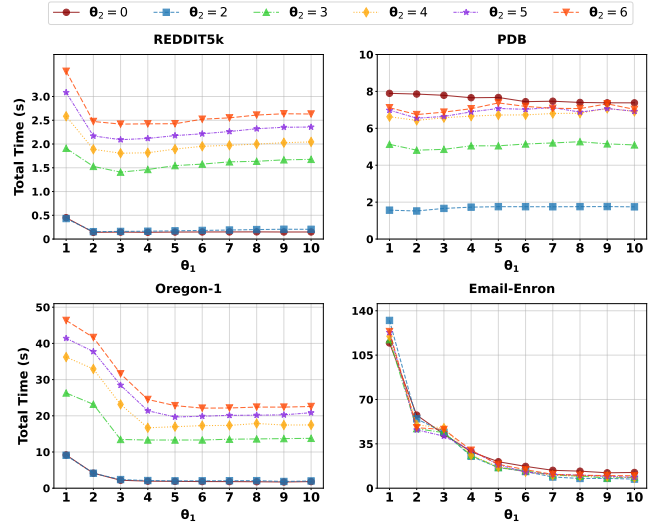 θ₂ = 0 θ₂ = 2 θ₂ = 3 θ₂ = 4 θ₂ = 5 θ₂ = 6
REDDIT5k
Total Time (s)
3.0
2.5
2.0
1.5
1.0
0.5
0
1 2 3 4 5 6 7 8 9 10
θ₁
PDB
10
8
6
4
2
0
1 2 3 4 5 6 7 8 9 10
θ₁
Oregon-1
Total Time (s)
50
40
30
20
10
0
1 2 3 4 5 6 7 8 9 10
θ₁
Email-Enron
140
105
70
35
0
1 2 3 4 5 6 7 8 9 10
θ₁